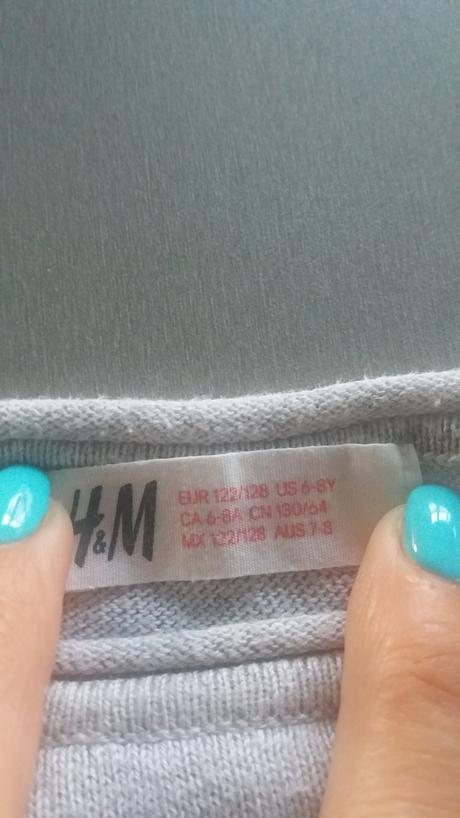 H&M
EUR 122/128 US 6-8Y
CA 6-8A CN 130/64
MX 122/128 AUS 7-8